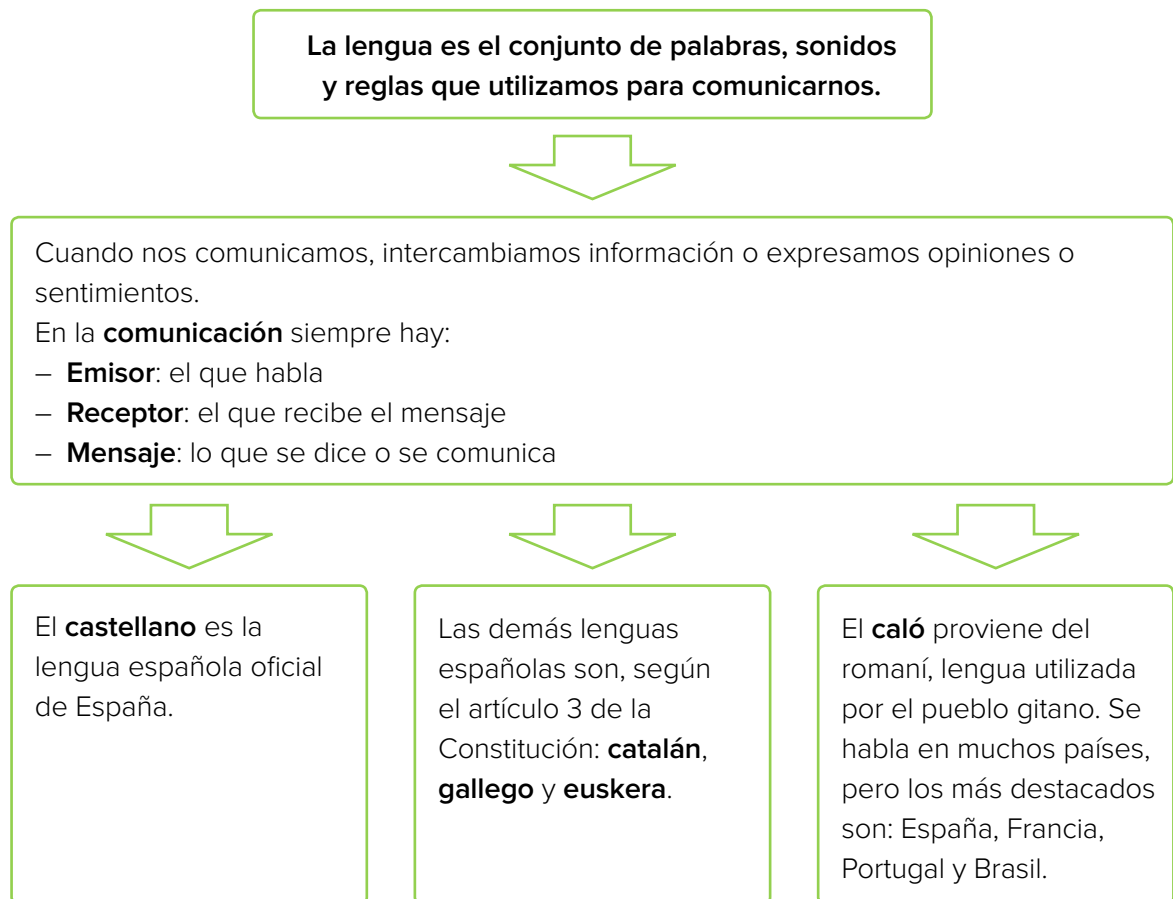 La lengua es el conjunto de palabras, sonidos
y reglas que utilizamos para comunicarnos.
Cuando nos comunicamos, intercambiamos información o expresamos opiniones o
sentimientos.
En la comunicación siempre hay:
– Emisor: el que habla
– Receptor: el que recibe el mensaje
– Mensaje: lo que se dice o se comunica
El castellano es la
lengua española oficial
de España.
Las demás lenguas
españolas son, según
el artículo 3 de la
Constitución: catalán,
gallego y euskera.
El caló proviene del
romaní, lengua utilizada
por el pueblo gitano. Se
habla en muchos países,
pero los más destacados
son: España, Francia,
Portugal y Brasil.